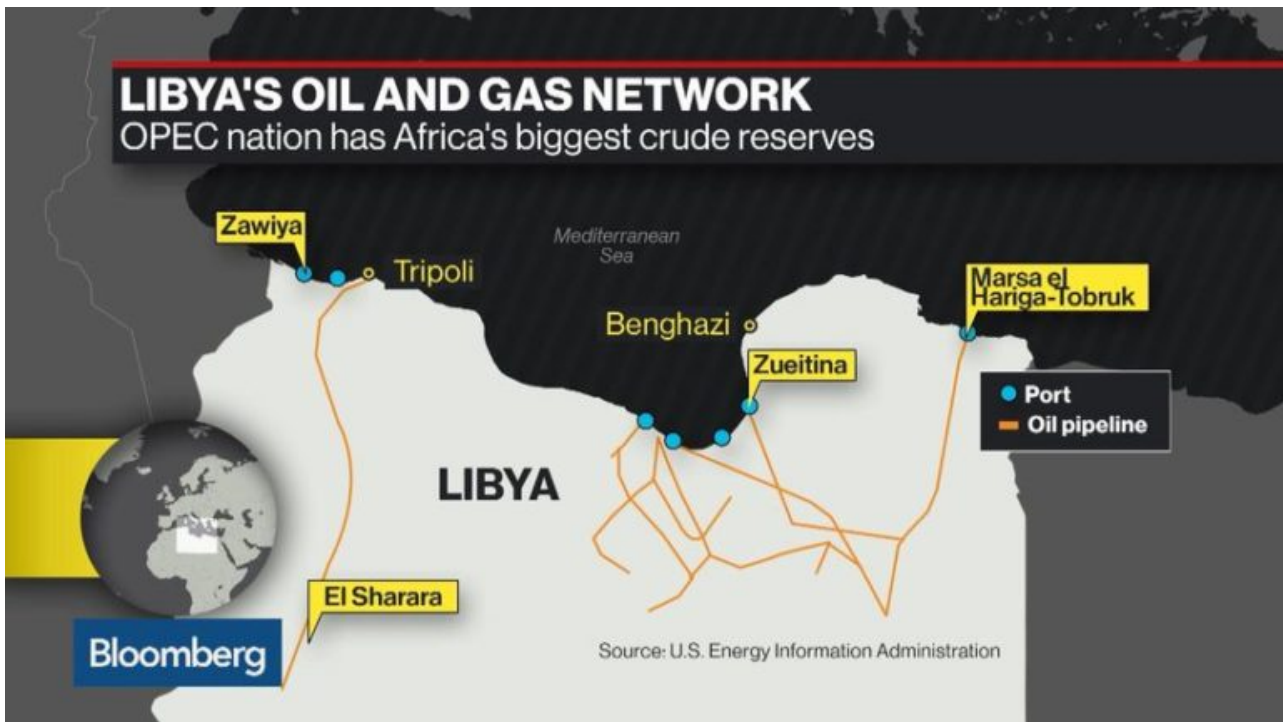 LIBYA'S OIL AND GAS NETWORK
OPEC nation has Africa's biggest crude reserves
Mediterranean
Sea
Zawiya
Tripoli
Marsa el
Hariga-Tobruk
Benghazi
Zueitina
Port
Oil pipeline
LIBYA
El Sharara
Bloomberg
Source: U.S. Energy Information Administration